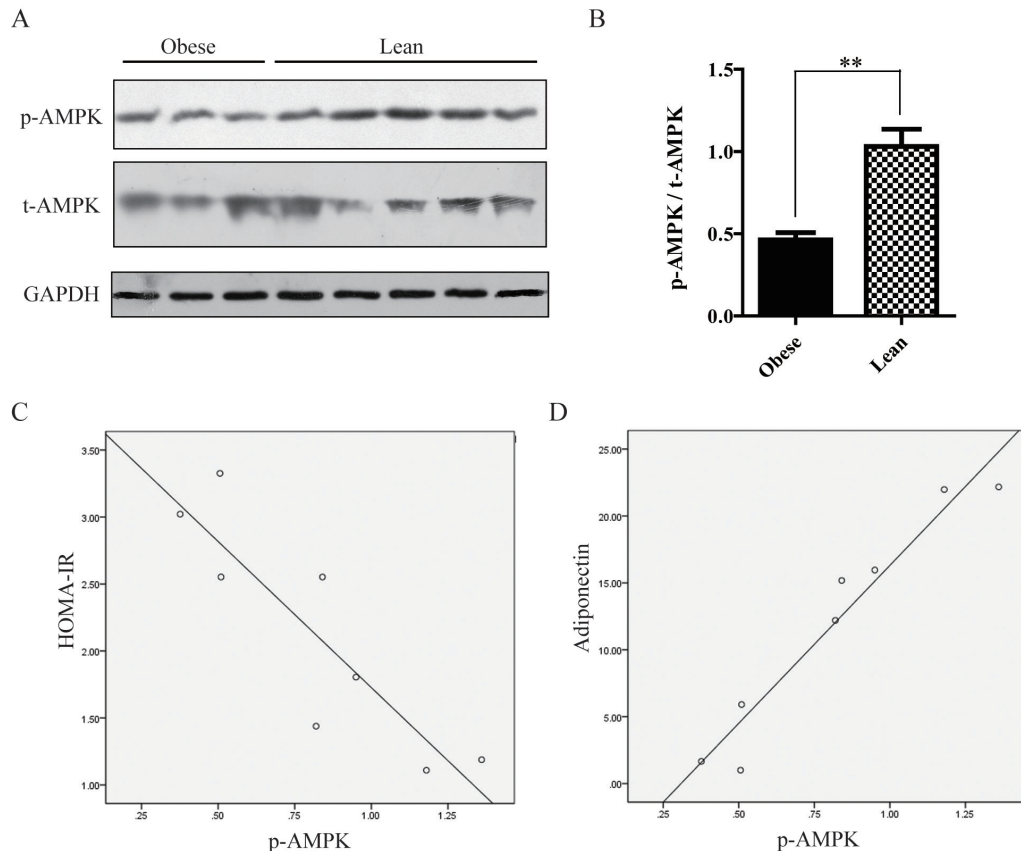 A
Obese Lean
p-AMPK
t-AMPK
GAPDH
B
**
1.5
1.0
0.5
0.0
p-AMPK / t-AMPK
Obese
Lean
C
3.50
3.00
2.50
2.00
1.50
1.00
HOMA-IR
.25 .50 .75 1.00 1.25
p-AMPK
D
25.00
20.00
15.00
10.00
5.00
.00
Adiponectin
.25 .50 .75 1.00 1.25
p-AMPK